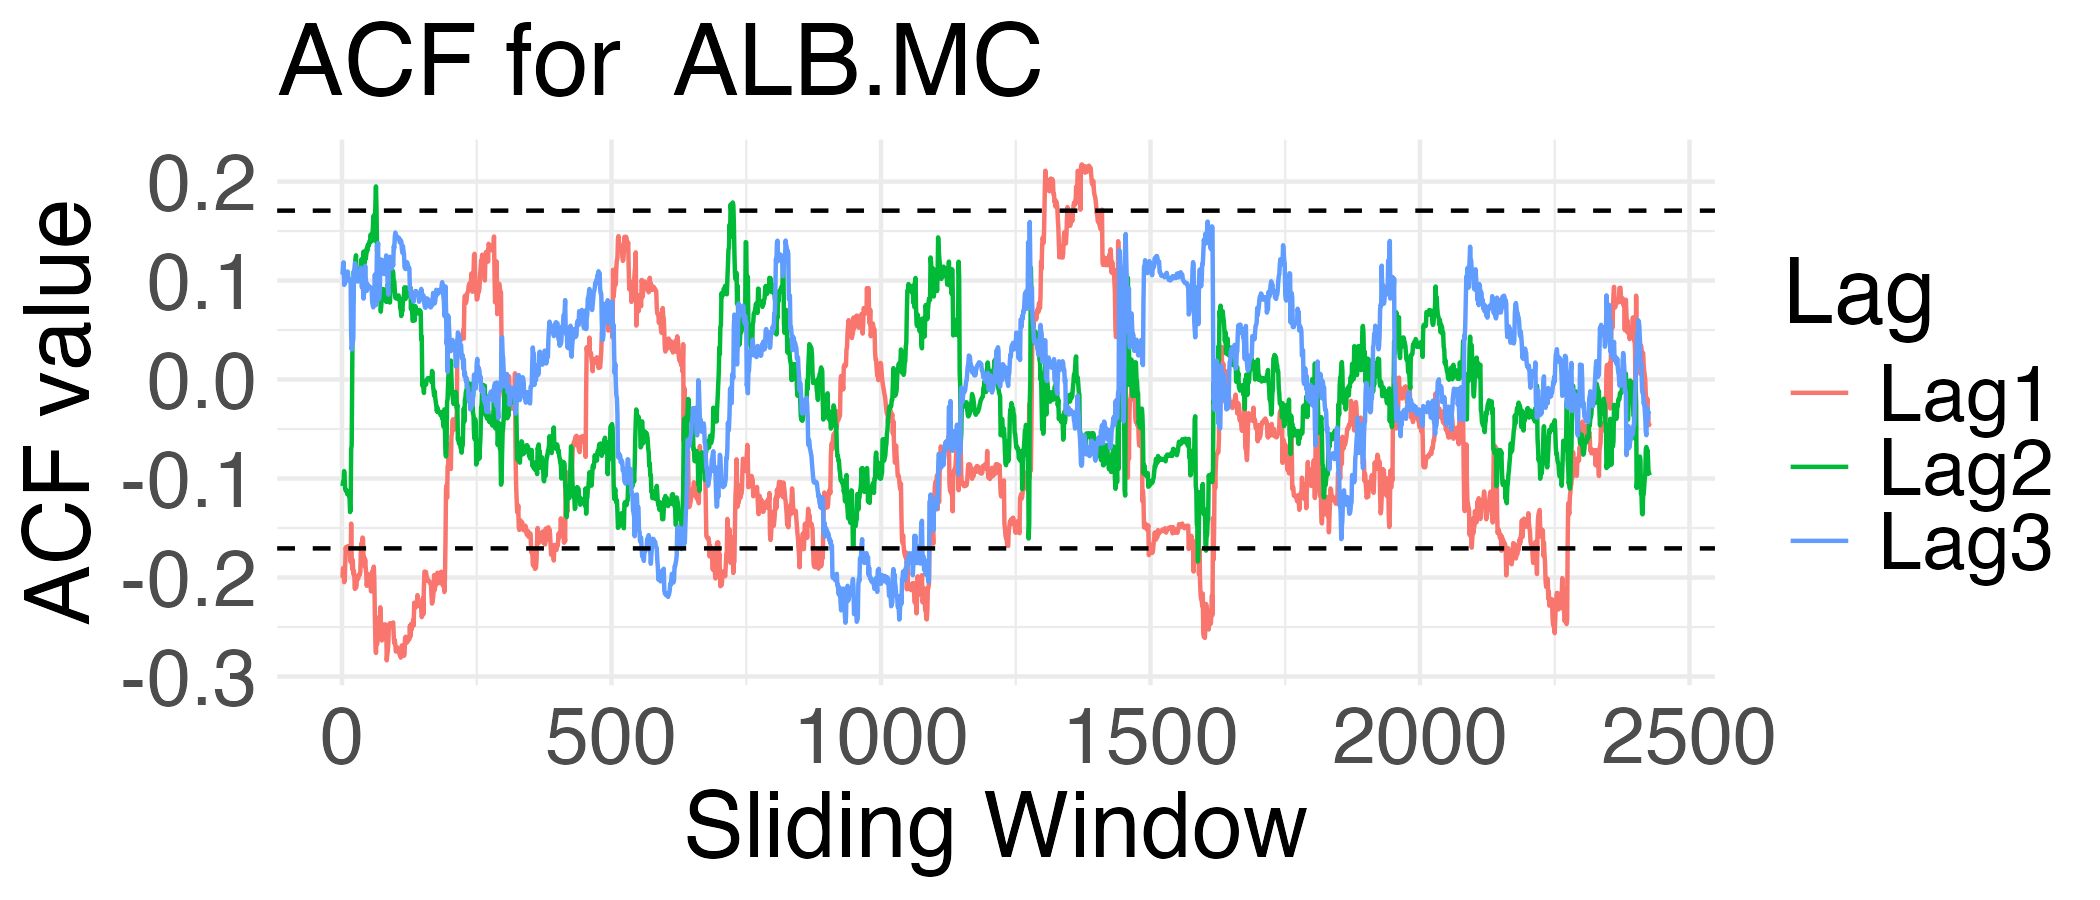 ACF for ALB.MC
ACF value
0.2
0.1
0.0
-0.1
-0.2
-0.3
0
500
1000
1500
2000
2500
Sliding Window
Lag
Lag1
Lag2
Lag3